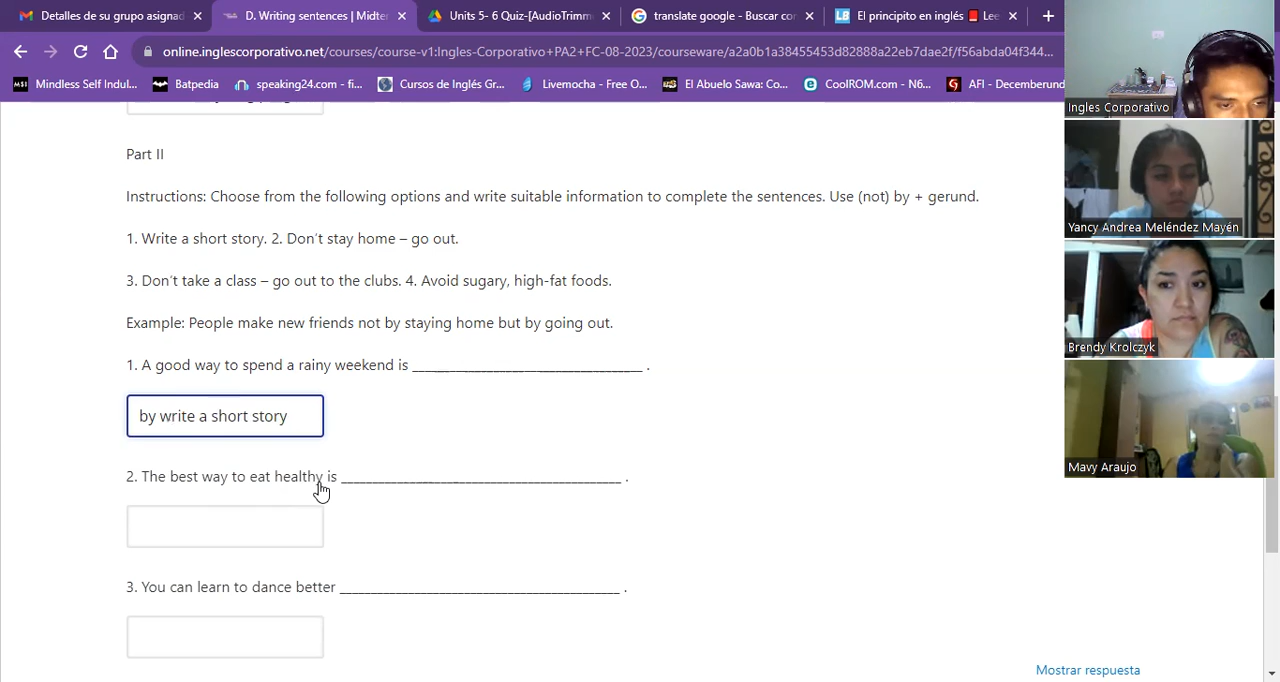 Detalles de su grupo asignad
D. Writing sentences | Midter
Units 5- 6 Quiz-[AudioTrimm
translate google - Buscar con
El principito en inglés 📕 Lee
online.inglescorporativo.net/courses/course-v1:Ingles-Corporativo+PA2+FC-08-2023/courseware/a2a0b1a38455453d82888a22eb7dae2f/f56abda04f344...
Mindless Self Indul...
Batpedia
speaking24.com - fi...
Cursos de Inglés Gr...
Livemocha - Free O...
El Abuelo Sawa: Co...
CoolROM.com - N6...
AFI - Decemberund
Part II
Instructions: Choose from the following options and write suitable information to complete the sentences. Use (not) by + gerund.
1. Write a short story. 2. Don't stay home – go out.
3. Don't take a class – go out to the clubs. 4. Avoid sugary, high-fat foods.
Example: People make new friends not by staying home but by going out.
1. A good way to spend a rainy weekend is ________________________________ .
by write a short story
2. The best way to eat healthy is ________________________________ .
3. You can learn to dance better ________________________________ .
Mostrar respuesta
Ingles Corporativo
Yancy Andrea Meléndez Mayén
Brendy Krolczyk
Mavy Araujo